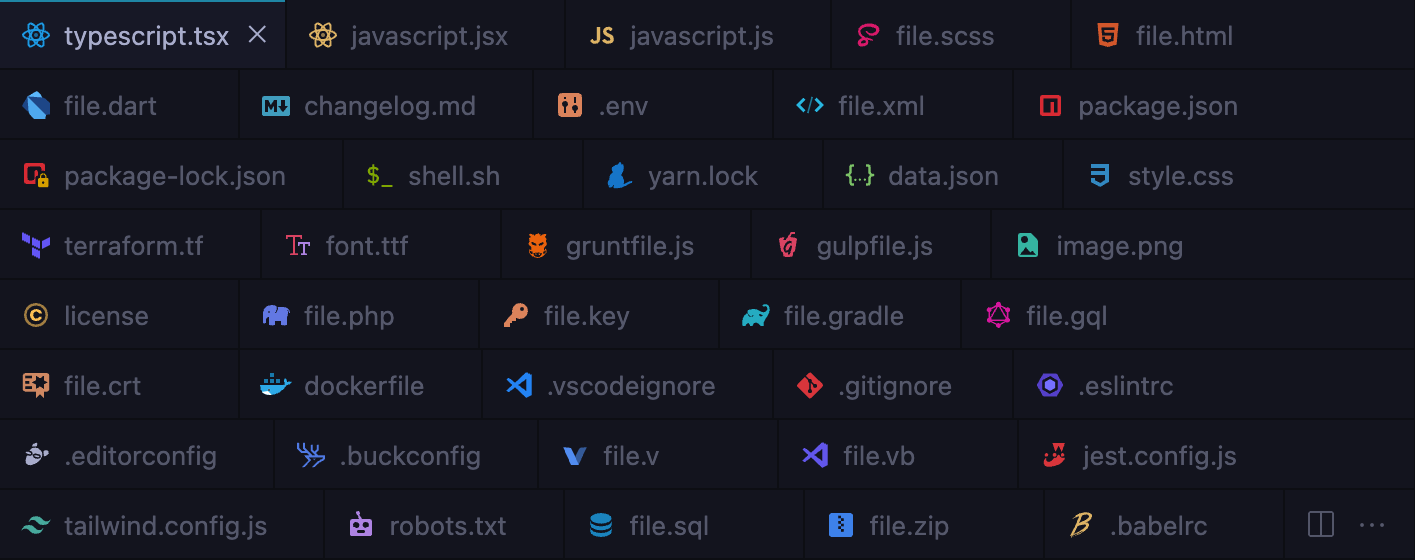 typescript.tsx javascript.jsx JS javascript.js file.scss 5 file.html
file.dart M changelog.md .env </> file.xml package.json
package-lock.json $_ shell.sh yarn.lock {...} data.json 3 style.css
terraform.tf TT font.ttf gruntfile.js gulpfile.js image.png
C license file.php file.key file.gradle file.gql
file.crt dockerfile .vscodeignore .gitignore .eslintrc
.editorconfig .buckconfig V file.v file.vb jest.config.js
tailwind.config.js robots.txt file.sql file.zip B .babelrc ...